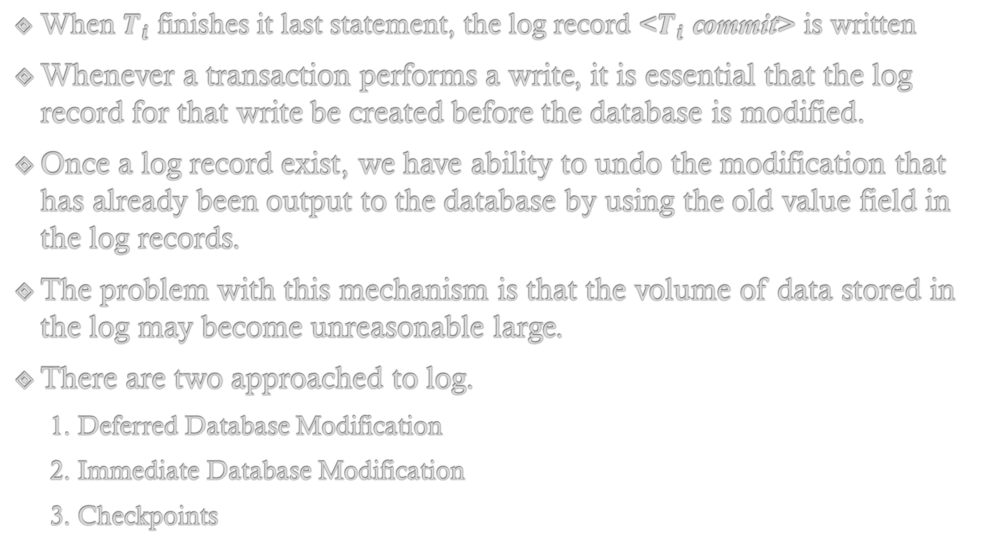 When Ti finishes it last statement, the log record <Ti commit> is written
Whenever a transaction performs a write, it is essential that the log
record for that write be created before the database is modified.
Once a log record exist, we have ability to undo the modification that
has already been output to the database by using the old value field in
the log records.
The problem with this mechanism is that the volume of data stored in
the log may become unreasonable large.
There are two approached to log.
1. Deferred Database Modification
2. Immediate Database Modification
3. Checkpoints